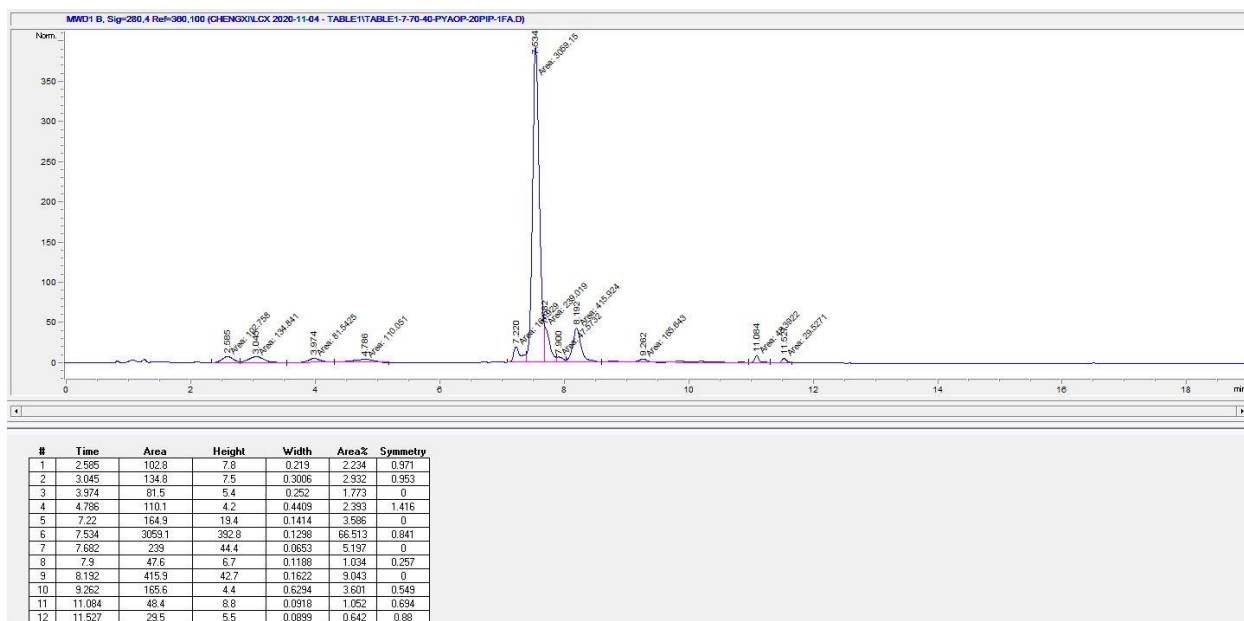 MWD1 B, Sig=280,4 Ref=360,100 (CHENGXI\LCX 2020-11-04 - TABLE1\TABLE1-7-70-40-PYAOP-20PIP-1FA.D)
Norm.
350
300
250
200
150
100
50
0
2.585
Area: 102.758
3.045
Area: 134.841
3.974
Area: 81.5425
4.786
Area: 110.051
7.220
7.534
Area: 3059.15
Area: 239.019
7.900
8.192
Area: 415.924
9.262
Area: 165.643
11.084
Area: 48.3922
11.527
Area: 29.5271
0 2 4 6 8 10 12 14 16 18 min
# Time Area Height Width Area% Symmetry
1 2.585 102.8 7.8 0.219 2.234 0.971
2 3.045 134.8 7.5 0.3006 2.932 0.953
3 3.974 81.5 5.4 0.252 1.773 0
4 4.786 110.1 4.2 0.4409 2.393 1.416
5 7.22 164.9 19.4 0.1414 3.586 0
6 7.534 3059.1 392.8 0.1298 66.513 0.841
7 7.682 239 44.4 0.0653 5.197 0
8 7.9 47.6 6.7 0.1188 1.034 0.257
9 8.192 415.9 42.7 0.1622 9.043 0
10 9.262 165.6 4.4 0.6294 3.601 0.549
11 11.084 48.4 8.8 0.0918 1.052 0.694
12 11.527 29.5 5.5 0.0899 0.642 0.88